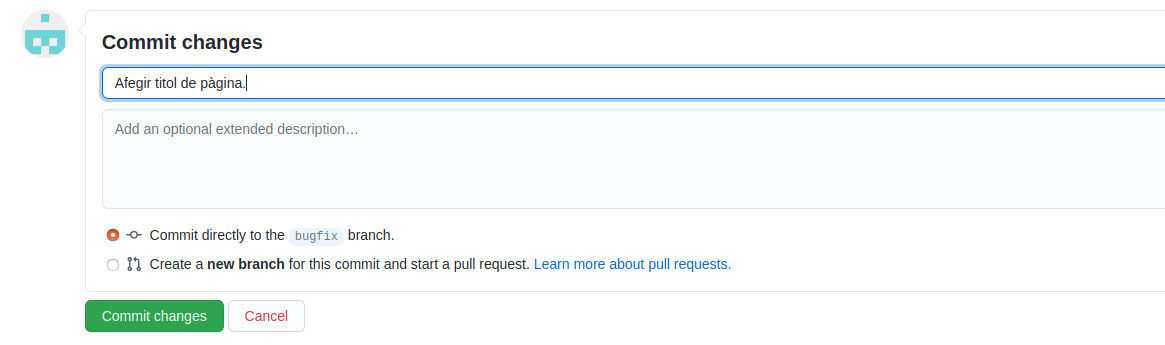 Commit changes
Afegir titol de pàgina.
Add an optional extended description…
Commit directly to the bugfix branch.
Create a new branch for this commit and start a pull request. Learn more about pull requests.
Commit changes Cancel